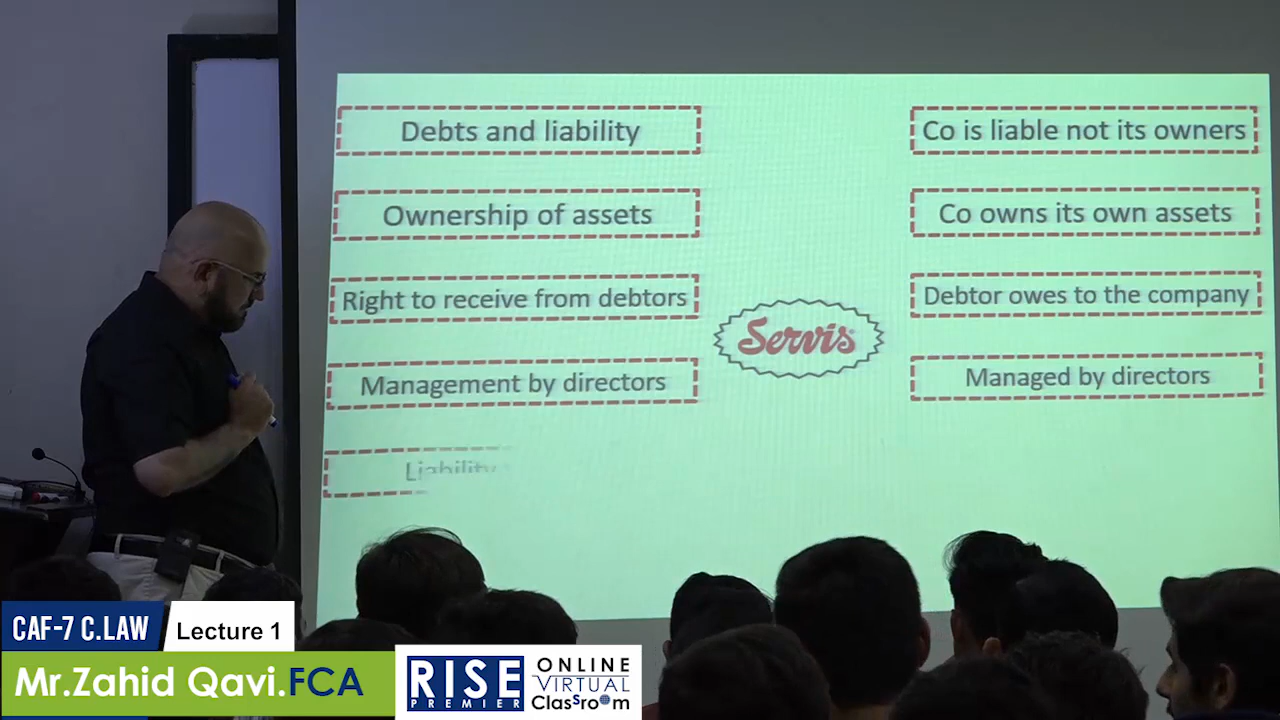 Debts and liability
Co is liable not its owners
Ownership of assets
Co owns its own assets
Right to receive from debtors
Debtor owes to the company
Servis
Management by directors
Managed by directors
Liability
CAF-7 C.LAW
Lecture 1
Mr.Zahid Qavi.FCA
RISE
PREMIER
ONLINE
VIRTUAL
ClasSroom